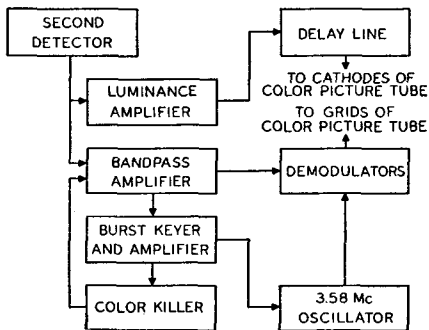 SECOND
DETECTOR
DELAY LINE
TO CATHODES OF
COLOR PICTURE TUBE
LUMINANCE
AMPLIFIER
TO GRIDS OF
COLOR PICTURE TUBE
BANDPASS
AMPLIFIER
DEMODULATORS
BURST KEYER
AND AMPLIFIER
COLOR KILLER
3.58 Mc
OSCILLATOR